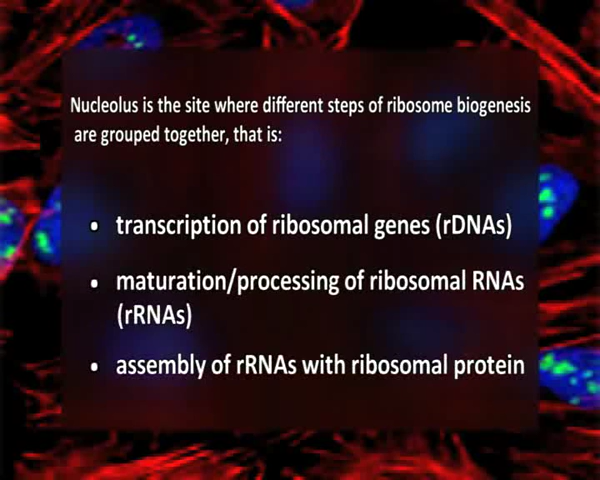 Nucleolus is the site where different steps of ribosome biogenesis
are grouped together, that is:
• transcription of ribosomal genes (rDNAs)
• maturation/processing of ribosomal RNAs
(rRNAs)
• assembly of rRNAs with ribosomal protein